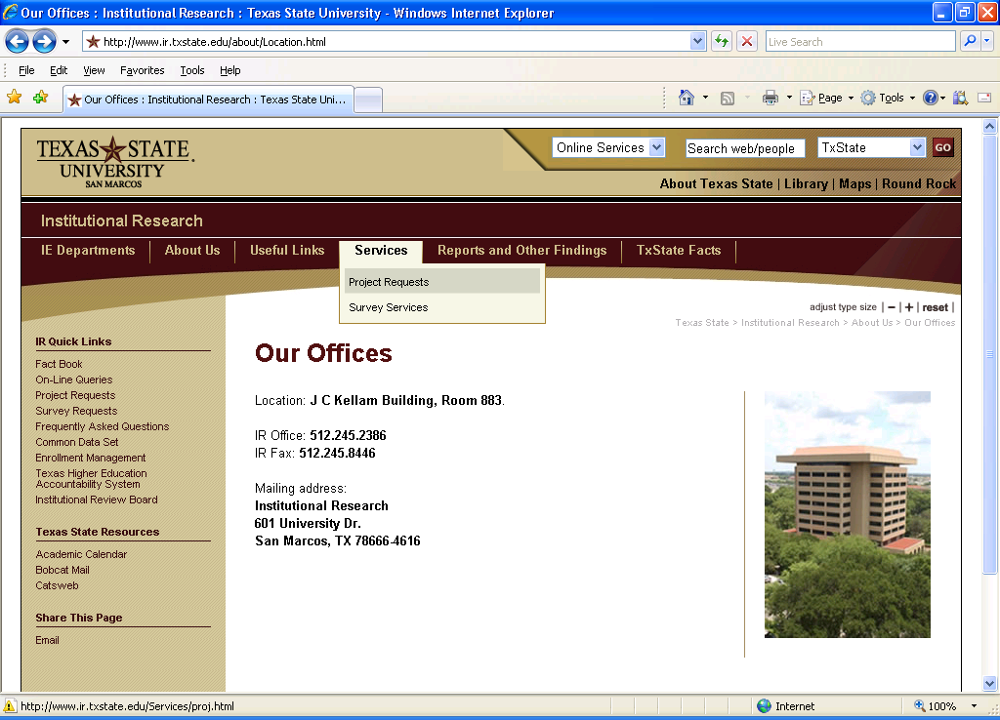 Our Offices : Institutional Research : Texas State University - Windows Internet Explorer
http://www.ir.txstate.edu/about/Location.html
Live Search
File Edit View Favorites Tools Help
Our Offices : Institutional Research : Texas State Uni...
Page Tools
TEXAS STATE
UNIVERSITY
SAN MARCOS
Online Services
Search web/people
TxState
GO
About Texas State | Library | Maps | Round Rock
Institutional Research
IE Departments About Us Useful Links Services Reports and Other Findings TxState Facts
Project Requests
Survey Services
adjust type size | − | + | reset |
Texas State > Institutional Research > About Us > Our Offices
IR Quick Links
Fact Book
On-Line Queries
Project Requests
Survey Requests
Frequently Asked Questions
Common Data Set
Enrollment Management
Texas Higher Education
Accountability System
Institutional Review Board
Texas State Resources
Academic Calendar
Bobcat Mail
Catsweb
Share This Page
Email
Our Offices
Location: J C Kellam Building, Room 883.
IR Office: 512.245.2386
IR Fax: 512.245.8446
Mailing address:
Institutional Research
601 University Dr.
San Marcos, TX 78666-4616
http://www.ir.txstate.edu/Services/proj.html
Internet
100%